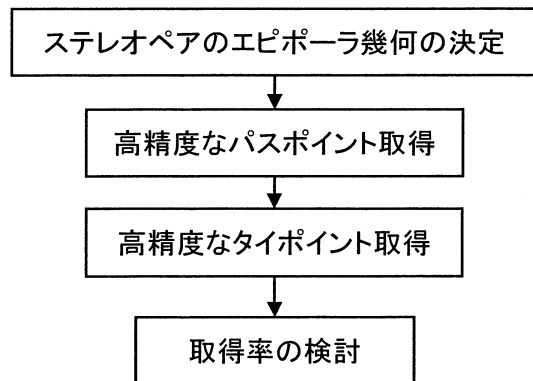 ステレオペアのエピポーラ幾何の決定
高精度なパスポイント取得
高精度なタイポイント取得
取得率の検討